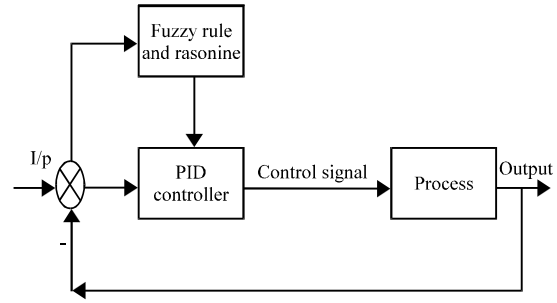 Fuzzy rule
and rasonine
I/p
PID
controller
Control signal
Process
Output
-